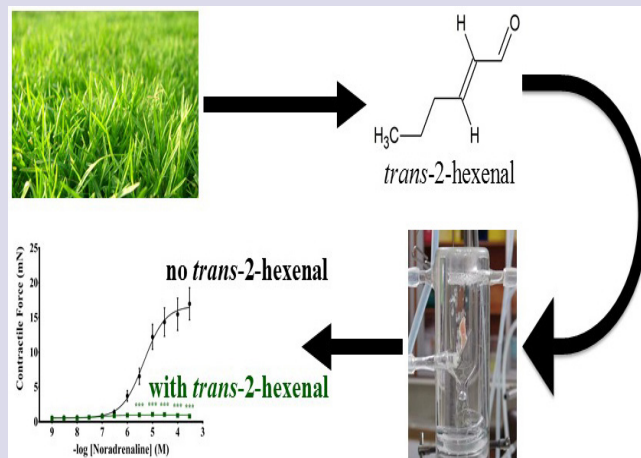 H
O
H₃C
H
trans-2-hexenal
no trans-2-hexenal
with trans-2-hexenal
*** *** *** *** ***
Contractile Force (mN)
25
20
15
10
5
0
9 8 7 6 5 4 3
-log [Noradrenaline] (M)